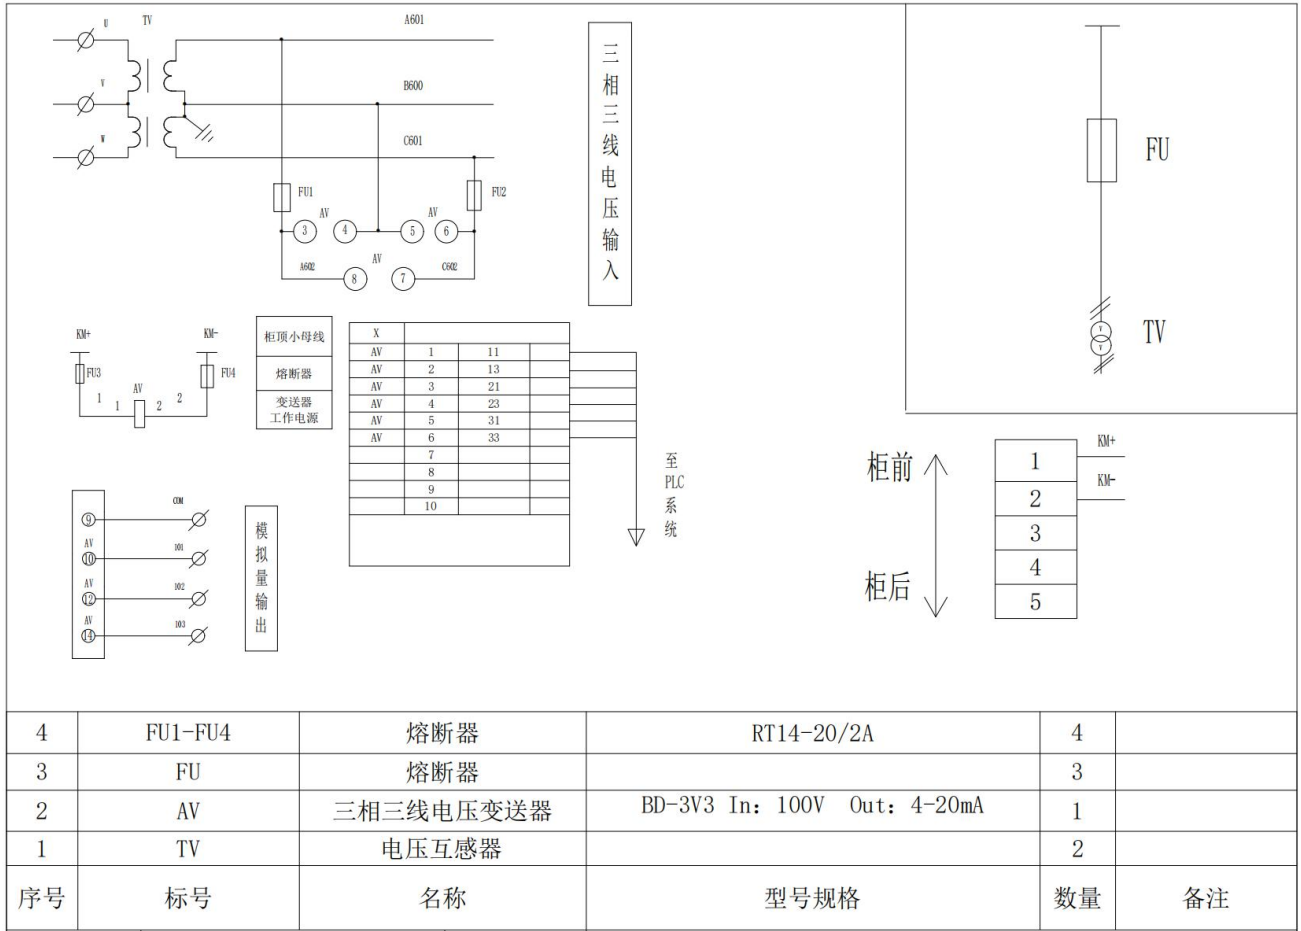 U
TV
A601
V
B600
W
C601
FU1
FU2
AV
AV
3
4
5
6
A602
AV
C602
8
7
三相三线电压输入
FU
TV
V
V
KM+
KM-
FU3
FU4
AV
1
1
2
2
柜顶小母线
熔断器
变送器
工作电源
X
AV 1 11
AV 2 13
AV 3 21
AV 4 23
AV 5 31
AV 6 33
7
8
9
10
至
PLC
系
统
柜前
柜后
1
KM+
2
KM-
3
4
5
9
COM
AV
10
101
AV
12
102
AV
14
103
模拟量输出
4 FU1-FU4 熔断器 RT14-20/2A 4
3 FU 熔断器 3
2 AV 三相三线电压变送器 BD-3V3 In: 100V Out: 4-20mA 1
1 TV 电压互感器 2
序号 标号 名称 型号规格 数量 备注